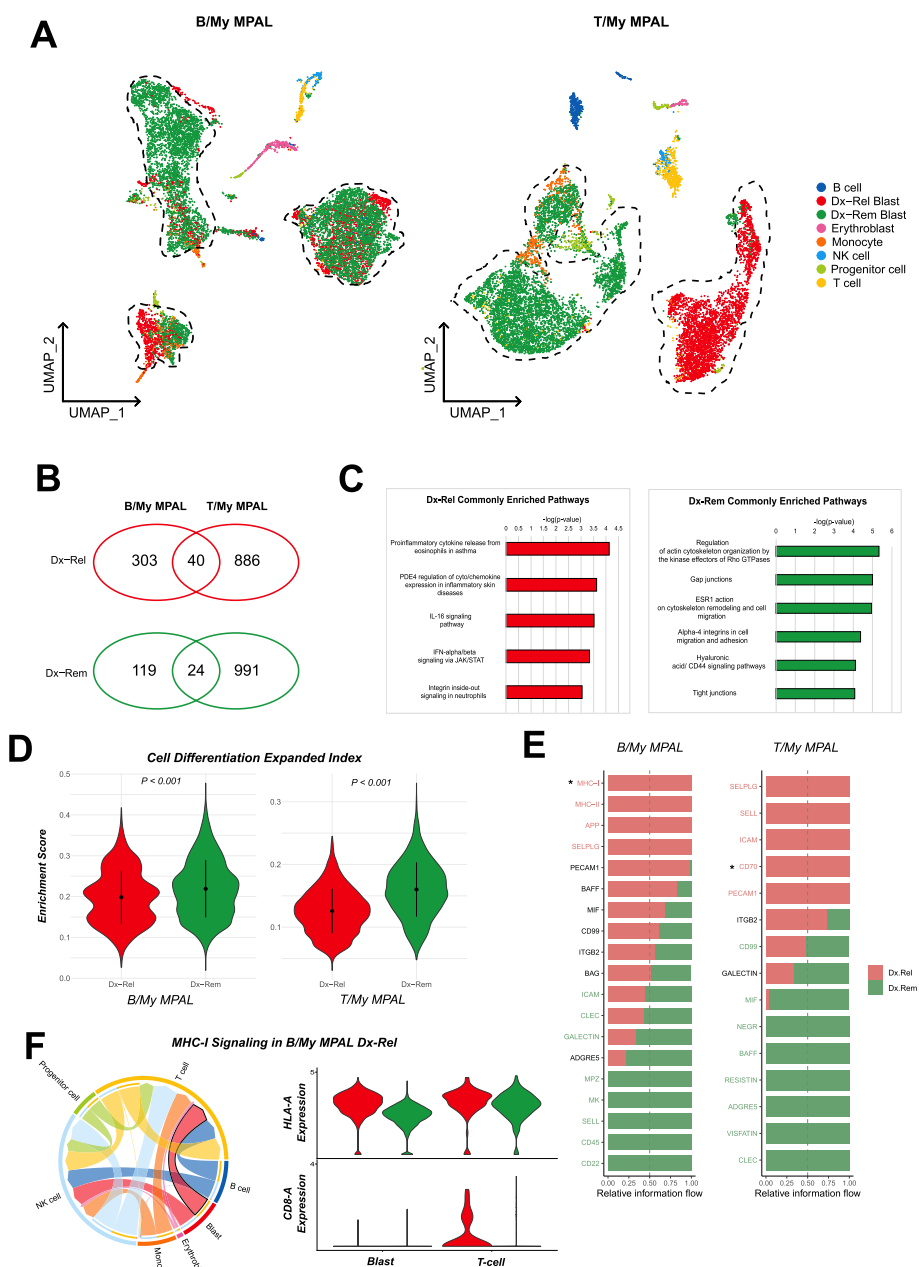 A
B/My MPAL
T/My MPAL
UMAP_2
UMAP_1
UMAP_2
UMAP_1
B cell
Dx-Rel Blast
Dx-Rem Blast
Erythroblast
Monocyte
NK cell
Progenitor cell
T cell
B
B/My MPAL
T/My MPAL
Dx-Rel
303
40
886
Dx-Rem
119
24
991
C
Dx-Rel Commonly Enriched Pathways
-log(p-value)
0 0.5 1 1.5 2 2.5 3 3.5 4 4.5
Proinflammatory cytokine release from
eosinophils in asthma
PDE4 regulation of cyto/chemokine
expression in inflammatory skin
diseases
IL-16 signaling
pathway
IFN-alpha/beta
signaling via JAK/STAT
Integrin inside-out
signaling in neutrophils
Dx-Rem Commonly Enriched Pathways
-log(p-value)
0 1 2 3 4 5 6
Regulation
of actin cytoskeleton organization by
the kinase effectors of Rho GTPases
Gap junctions
ESR1 action
on cytoskeleton remodeling and cell
migration
Alpha-4 integrins in cell
migration and adhesion
Hyaluronic
acid/ CD44 signaling pathways
Tight junctions
D
Cell Differentiation Expanded Index
Enrichment Score
0.5
0.4
0.3
0.2
0.1
0.0
P < 0.001
Dx-Rel
Dx-Rem
B/My MPAL
0.3
0.2
0.1
P < 0.001
Dx-Rel
Dx-Rem
T/My MPAL
E
B/My MPAL
* MHC-I
MHC-II
APP
SELPLG
PECAM1
BAFF
MIF
CD99
ITGB2
BAG
ICAM
CLEC
GALECTIN
ADGRE5
MPZ
MK
SELL
CD45
CD22
0.00 0.25 0.50 0.75 1.00
Relative information flow
T/My MPAL
SELPLG
SELL
ICAM
* CD70
PECAM1
ITGB2
CD99
GALECTIN
MIF
NEGR
BAFF
RESISTIN
ADGRE5
VISFATIN
CLEC
0.00 0.25 0.50 0.75 1.00
Relative information flow
Dx.Rel
Dx.Rem
F
MHC-I Signaling in B/My MPAL Dx-Rel
Progenitor cell
T cell
NK cell
B cell
Blast
Erythrob
Mono
HLA-A
Expression
5
CD8-A
Expression
4
Blast
T-cell